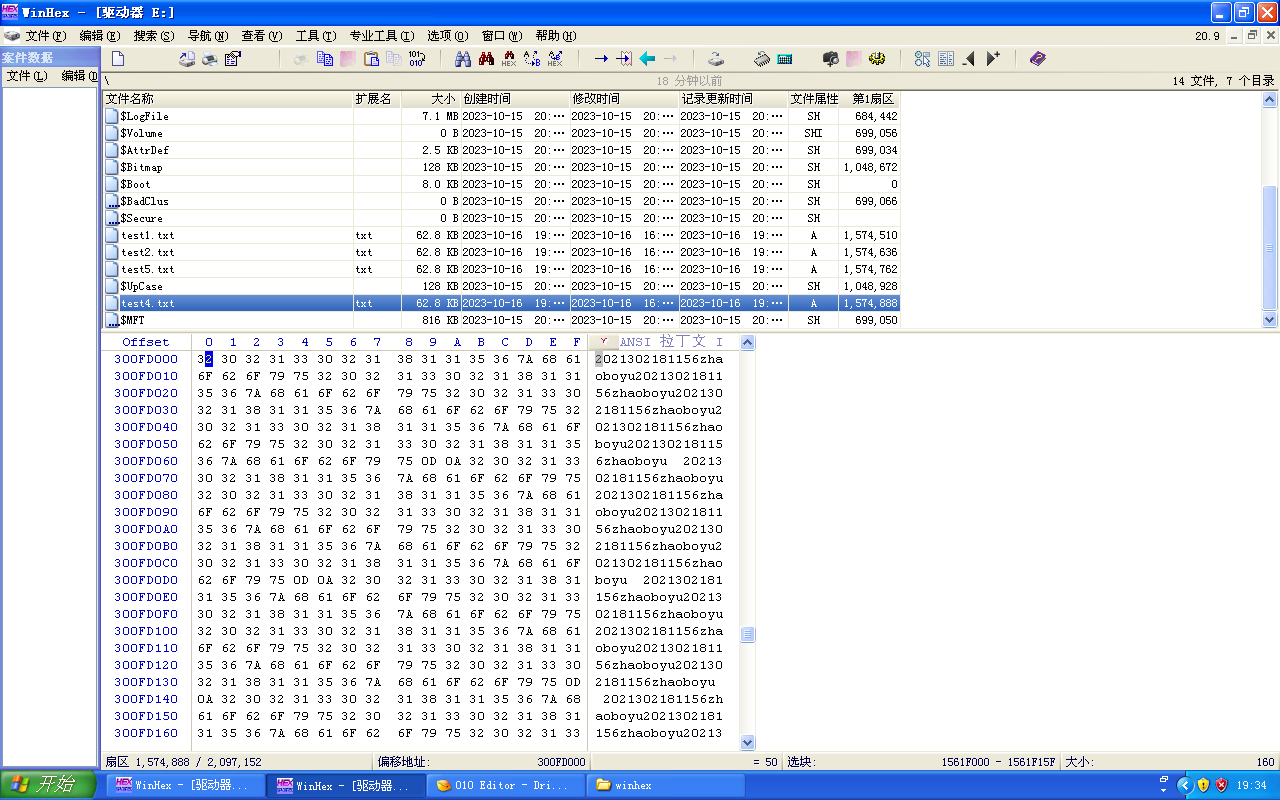 WinHex - [驱动器 E:]
文件(F) 编辑(E) 搜索(S) 导航(N) 查看(V) 工具(T) 专业工具(I) 选项(O) 窗口(W) 帮助(H) 20.9
案件数据
文件(L) 编辑(D
\ 18 分钟以前 14 文件, 7 个目录
文件名称 扩展名 大小 创建时间 修改时间 记录更新时间 文件属性 第1扇区
$LogFile 7.1 MB 2023-10-15 20:... 2023-10-15 20:... 2023-10-15 20:... SH 684,442
$Volume 0 B 2023-10-15 20:... 2023-10-15 20:... 2023-10-15 20:... SHI 699,056
$AttrDef 2.5 KB 2023-10-15 20:... 2023-10-15 20:... 2023-10-15 20:... SH 699,034
$Bitmap 128 KB 2023-10-15 20:... 2023-10-15 20:... 2023-10-15 20:... SH 1,048,672
$Boot 8.0 KB 2023-10-15 20:... 2023-10-15 20:... 2023-10-15 20:... SH 0
$BadClus 0 B 2023-10-15 20:... 2023-10-15 20:... 2023-10-15 20:... SH 699,066
$Secure 0 B 2023-10-15 20:... 2023-10-15 20:... 2023-10-15 20:... SH
test1.txt txt 62.8 KB 2023-10-16 19:... 2023-10-16 16:... 2023-10-16 19:... A 1,574,510
test2.txt txt 62.8 KB 2023-10-16 19:... 2023-10-16 16:... 2023-10-16 19:... A 1,574,636
test5.txt txt 62.8 KB 2023-10-16 19:... 2023-10-16 16:... 2023-10-16 19:... A 1,574,762
$UpCase 128 KB 2023-10-15 20:... 2023-10-15 20:... 2023-10-15 20:... SH 1,048,928
test4.txt txt 62.8 KB 2023-10-16 19:... 2023-10-16 16:... 2023-10-16 19:... A 1,574,888
$MFT 816 KB 2023-10-15 20:... 2023-10-15 20:... 2023-10-15 20:... SH 699,050
Offset 0 1 2 3 4 5 6 7 8 9 A B C D E F ANSI 拉丁文 I
300FD000 32 30 32 31 33 30 32 31 38 31 31 35 36 7A 68 61 2021302181156zha
300FD010 6F 62 6F 79 75 32 30 32 31 33 30 32 31 38 31 31 oboyu20213021811
300FD020 35 36 7A 68 61 6F 62 6F 79 75 32 30 32 31 33 30 56zhaoboyu202130
300FD030 32 31 38 31 31 35 36 7A 68 61 6F 62 6F 79 75 32 2181156zhaoboyu2
300FD040 30 32 31 33 30 32 31 38 31 31 35 36 7A 68 61 6F 021302181156zhao
300FD050 62 6F 79 75 32 30 32 31 33 30 32 31 38 31 31 35 boyu202130218115
300FD060 36 7A 68 61 6F 62 6F 79 75 0D 0A 32 30 32 31 33 6zhaoboyu 20213
300FD070 30 32 31 38 31 31 35 36 7A 68 61 6F 62 6F 79 75 02181156zhaoboyu
300FD080 32 30 32 31 33 30 32 31 38 31 31 35 36 7A 68 61 2021302181156zha
300FD090 6F 62 6F 79 75 32 30 32 31 33 30 32 31 38 31 31 oboyu20213021811
300FD0A0 35 36 7A 68 61 6F 62 6F 79 75 32 30 32 31 33 30 56zhaoboyu202130
300FD0B0 32 31 38 31 31 35 36 7A 68 61 6F 62 6F 79 75 32 2181156zhaoboyu2
300FD0C0 30 32 31 33 30 32 31 38 31 31 35 36 7A 68 61 6F 021302181156zhao
300FD0D0 62 6F 79 75 0D 0A 32 30 32 31 33 30 32 31 38 31 boyu 2021302181
300FD0E0 31 35 36 7A 68 61 6F 62 6F 79 75 32 30 32 31 33 156zhaoboyu20213
300FD0F0 30 32 31 38 31 31 35 36 7A 68 61 6F 62 6F 79 75 02181156zhaoboyu
300FD100 32 30 32 31 33 30 32 31 38 31 31 35 36 7A 68 61 2021302181156zha
300FD110 6F 62 6F 79 75 32 30 32 31 33 30 32 31 38 31 31 oboyu20213021811
300FD120 35 36 7A 68 61 6F 62 6F 79 75 32 30 32 31 33 30 56zhaoboyu202130
300FD130 32 31 38 31 31 35 36 7A 68 61 6F 62 6F 79 75 0D 2181156zhaoboyu
300FD140 0A 32 30 32 31 33 30 32 31 38 31 31 35 36 7A 68 2021302181156zh
300FD150 61 6F 62 6F 79 75 32 30 32 31 33 30 32 31 38 31 aoboyu2021302181
300FD160 31 35 36 7A 68 61 6F 62 6F 79 75 32 30 32 31 33 156zhaoboyu20213
扇区 1,574,888 / 2,097,152 偏移地址: 300FD000 = 50 选块: 1561F000 - 1561F15F 大小: 160
开始 WinHex - [驱动器... WinHex - [驱动器... 010 Editor - Dri... winhex 19:34